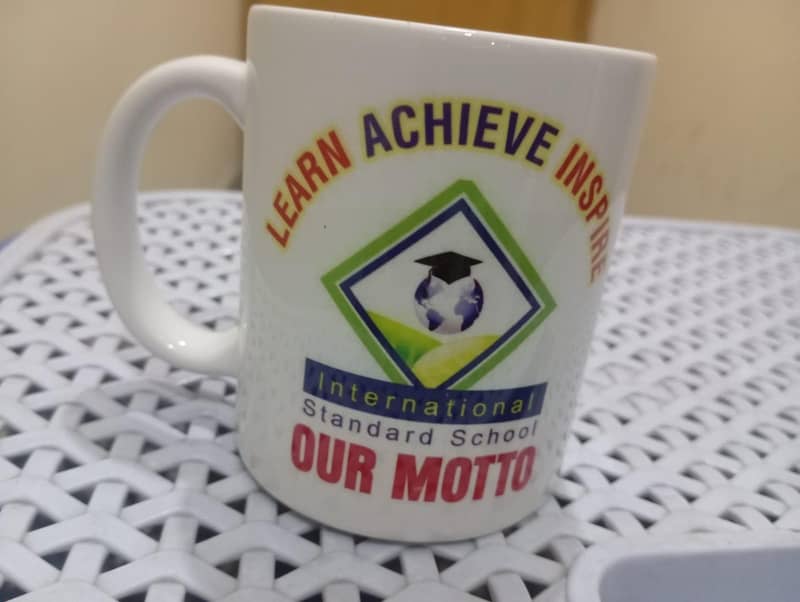 LEARN ACHIEVE INSPIRE
International
Standard School
OUR MOTTO